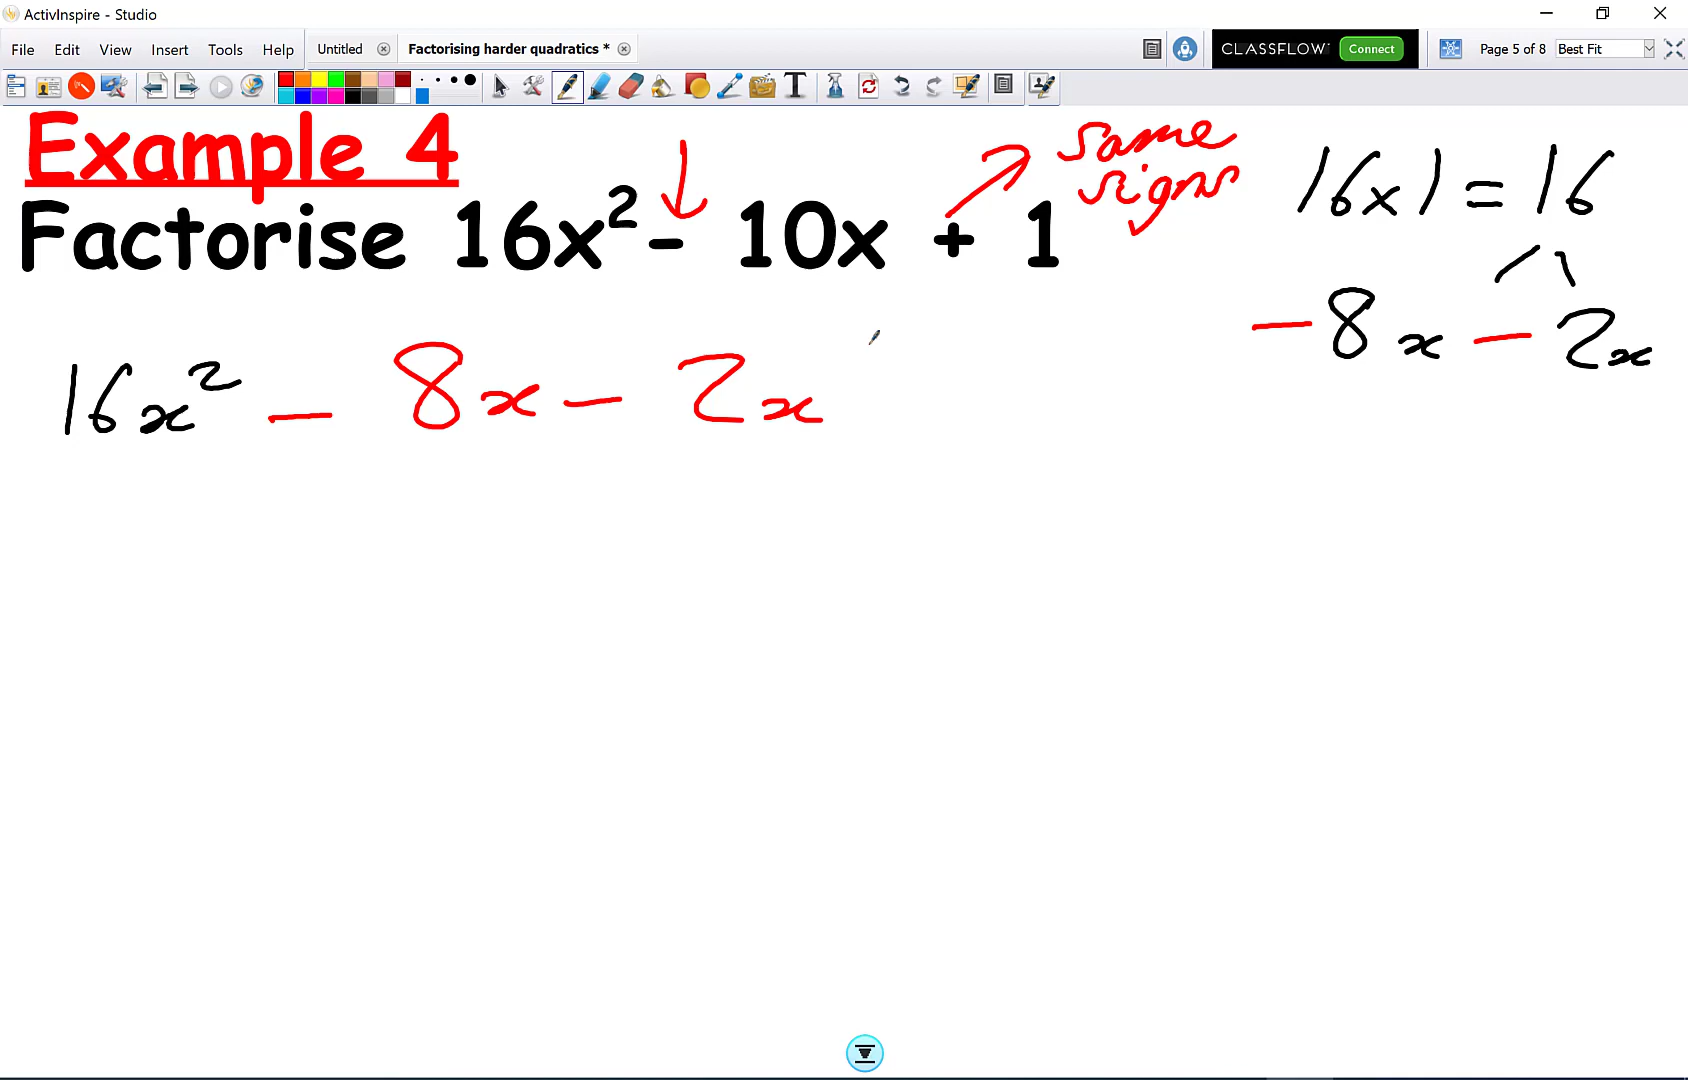 ActivInspire - Studio
File Edit View Insert Tools Help Untitled Factorising harder quadratics * CLASSFLOW Connect Page 5 of 8 Best Fit
Example 4
same
signs
16x1=16
Factorise 16x² - 10x + 1
-8x -2x
16x² - 8x - 2x